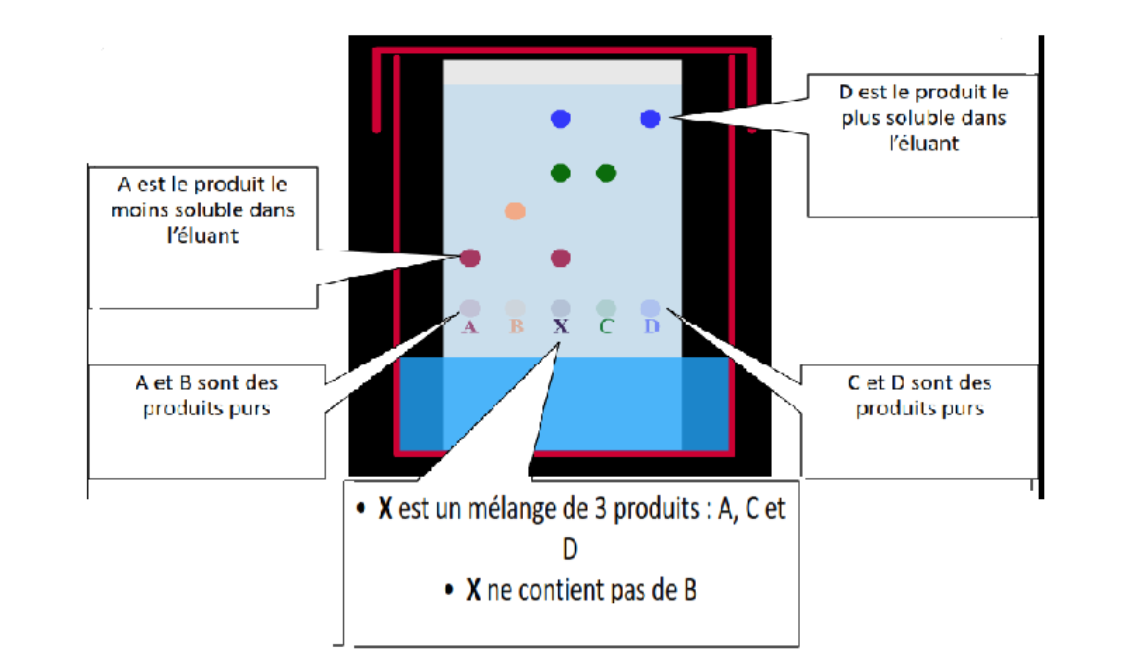 D est le produit le
plus soluble dans
l'éluant
A est le produit le
moins soluble dans
l'éluant
A B X C D
A et B sont des
produits purs
C et D sont des
produits purs
• X est un mélange de 3 produits : A, C et
D
• X ne contient pas de B